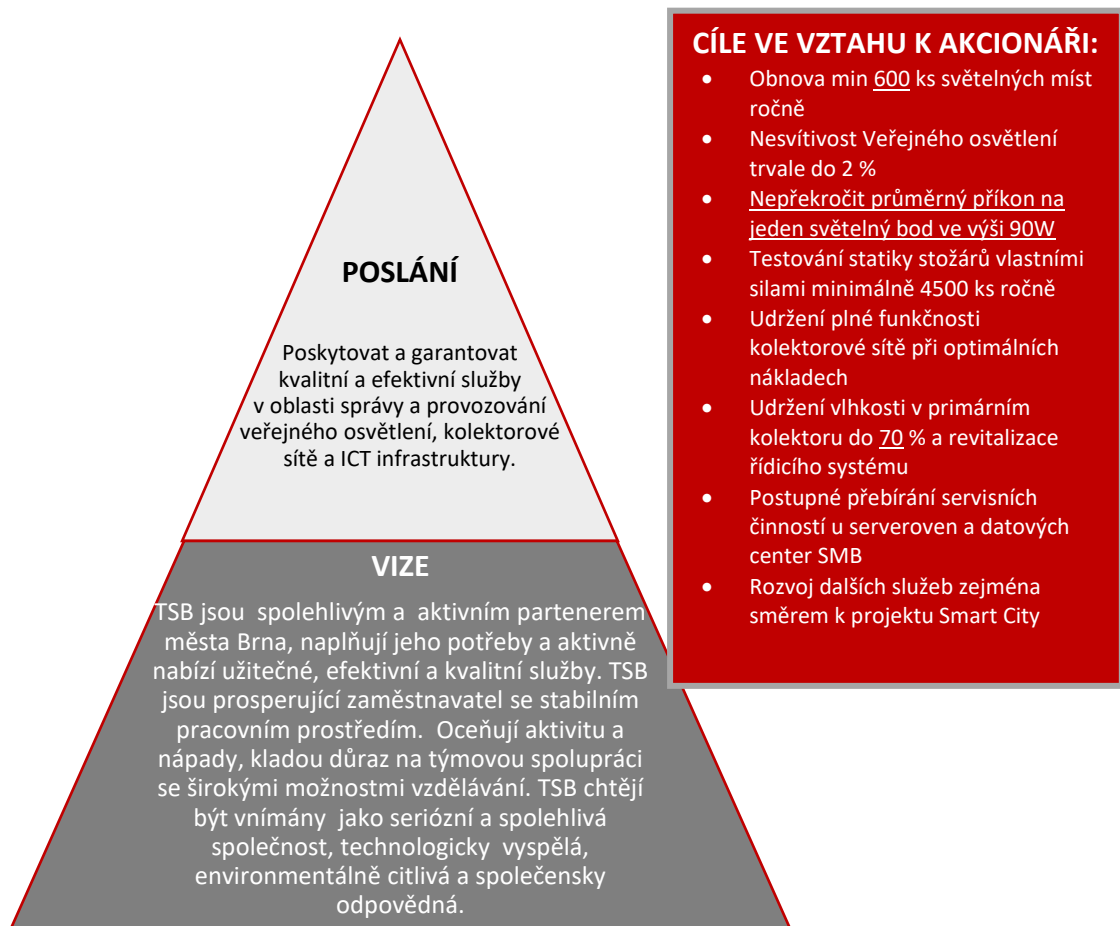 POSLÁNÍ
Poskytovat a garantovat
kvalitní a efektivní služby
v oblasti správy a provozování
veřejného osvětlení, kolektorové
sítě a ICT infrastruktury.
VIZE
TSB jsou spolehlivým a aktivním partenerem
města Brna, naplňují jeho potřeby a aktivně
nabízí užitečné, efektivní a kvalitní služby. TSB
jsou prosperující zaměstnavatel se stabilním
pracovním prostředím. Oceňují aktivitu a
nápady, kladou důraz na týmovou spolupráci
se širokými možnostmi vzdělávání. TSB chtějí
být vnímány jako seriózní a spolehlivá
společnost, technologicky vyspělá,
environmentálně citlivá a společensky
odpovědná.
CÍLE VE VZTAHU K AKCIONÁŘI:
• Obnova min 600 ks světelných míst
ročně
• Nesvítivost Veřejného osvětlení
trvale do 2 %
• Nepřekročit průměrný příkon na
jeden světelný bod ve výši 90W
• Testování statiky stožárů vlastními
silami minimálně 4500 ks ročně
• Udržení plné funkčnosti
kolektorové sítě při optimálních
nákladech
• Udržení vlhkosti v primárním
kolektoru do 70 % a revitalizace
řídicího systému
• Postupné přebírání servisních
činností u serveroven a datových
center SMB
• Rozvoj dalších služeb zejména
směrem k projektu Smart City